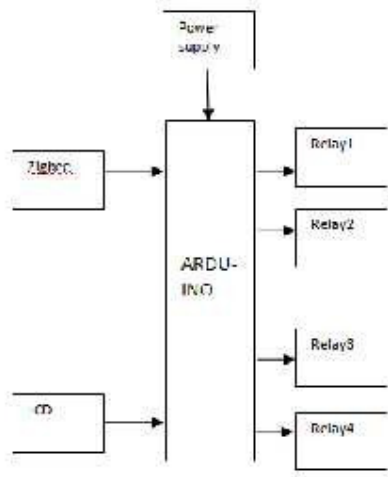 Power
supply
Relay1
Zigbee
Relay2
ARDU-
INO
Relay3
Relay4